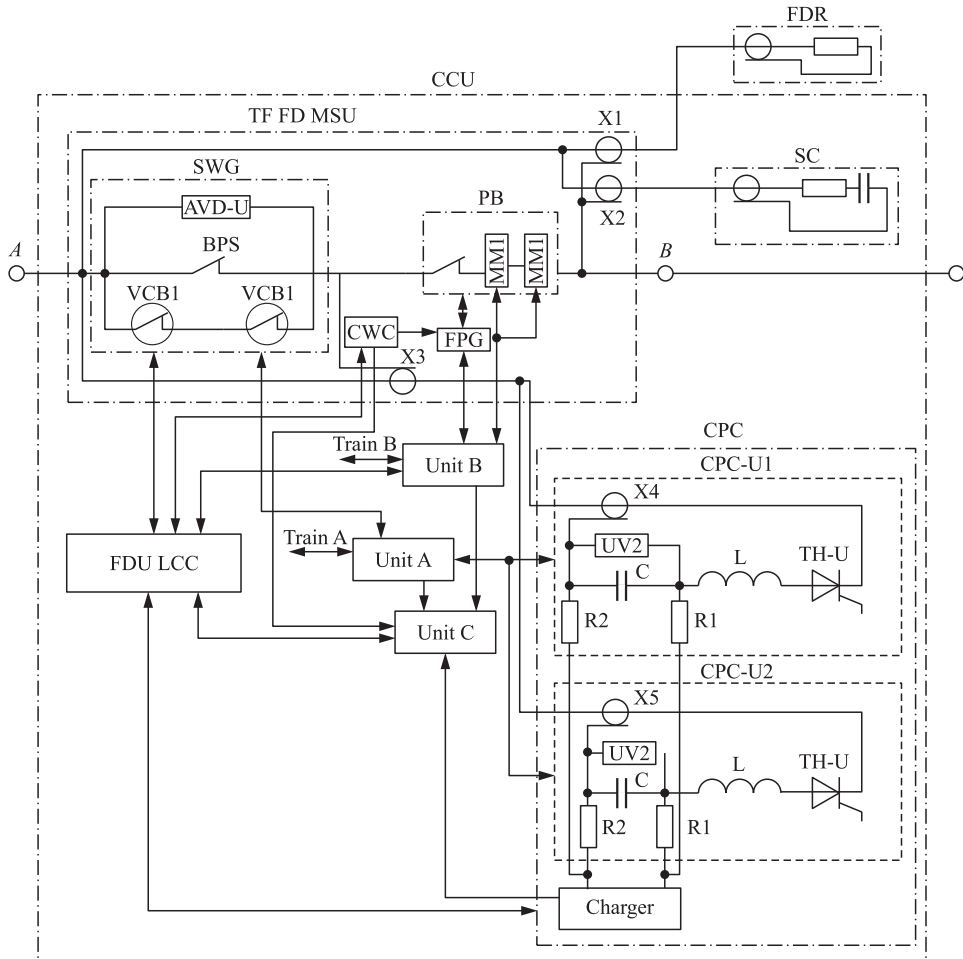 FDR
CCU
TF FD MSU
X1
SC
SWG
PB
X2
AVD-U
A
BPS
MM1
MM1
B
VCB1
VCB1
CWC
FPG
X3
CPC
Train B
Unit B
CPC-U1
X4
Train A
UV2
TH-U
FDU LCC
Unit A
C
L
R2
R1
Unit C
CPC-U2
X5
UV2
TH-U
C
L
R2
R1
Charger